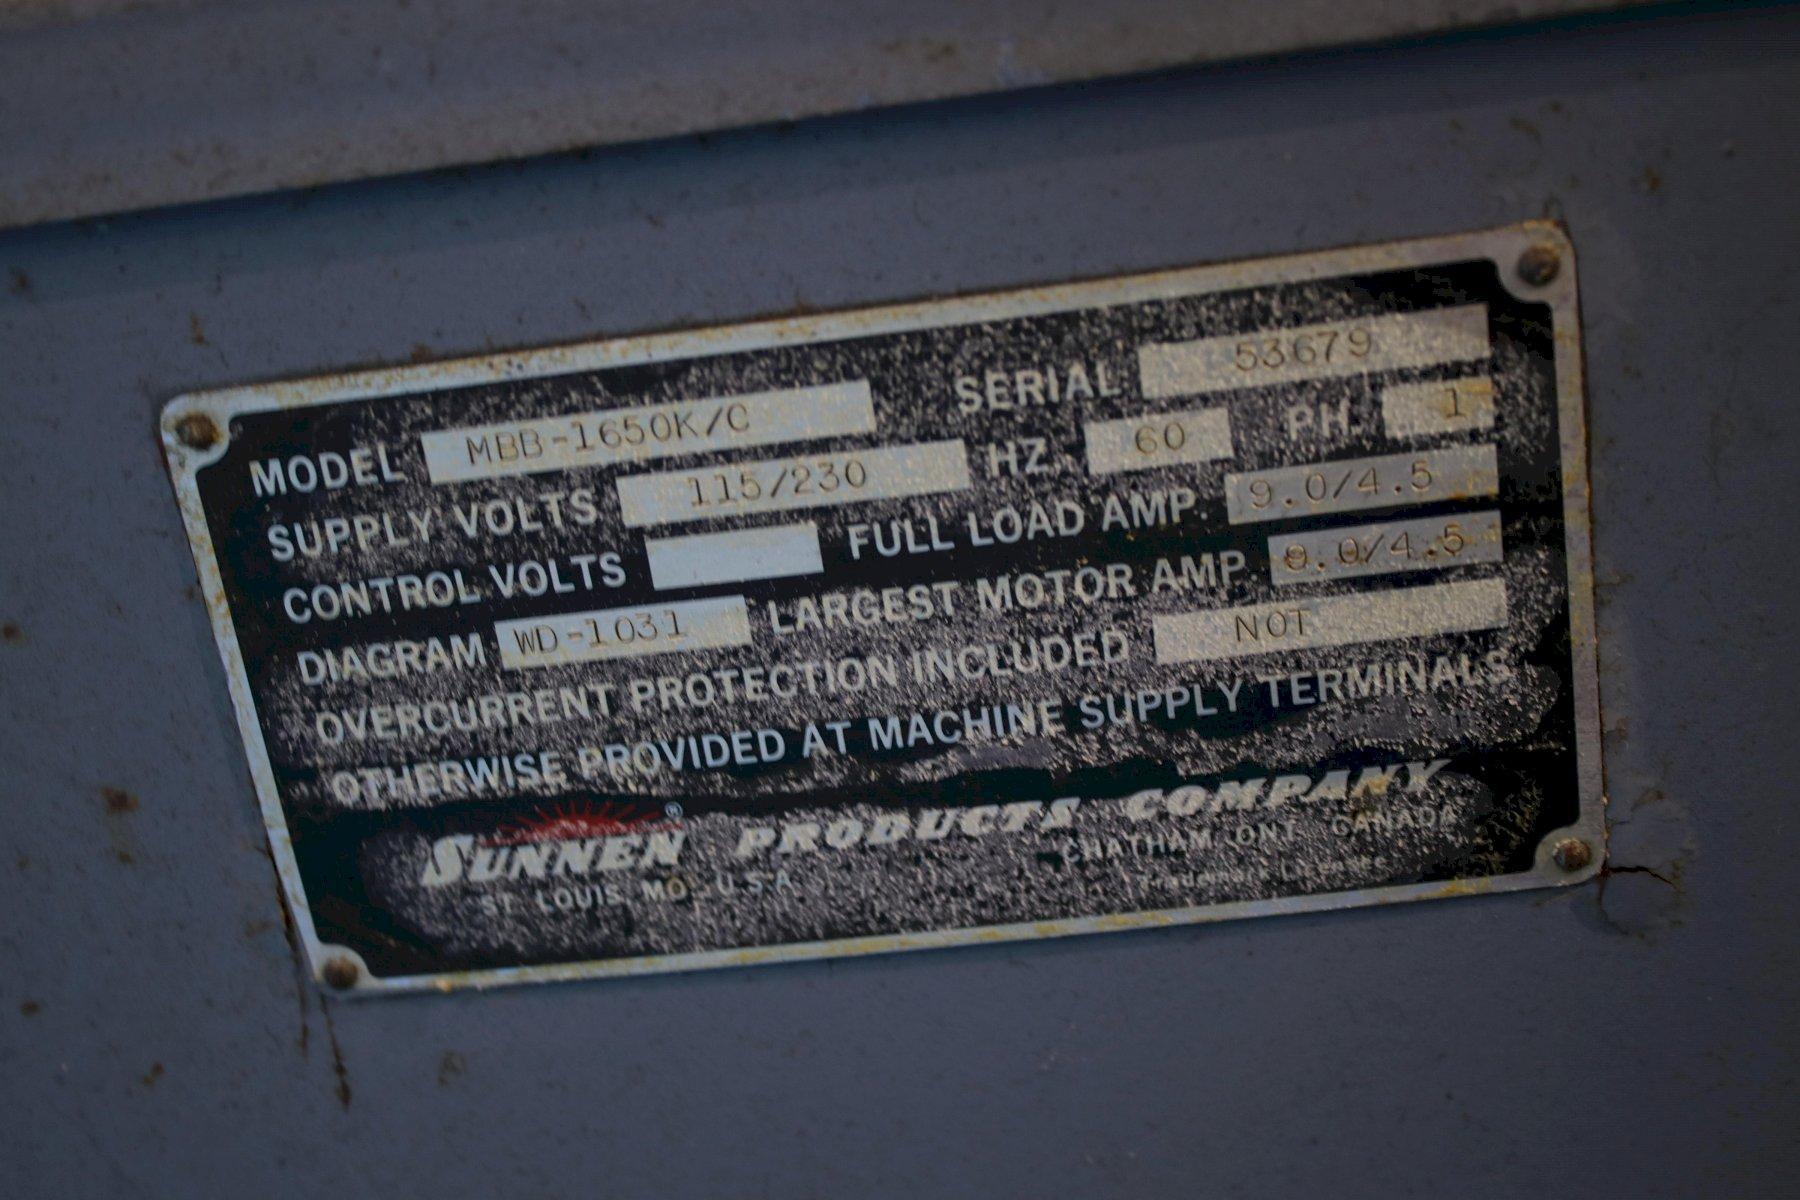 MODEL MBB-1650K/C SERIAL 53679
SUPPLY VOLTS 115/230 HZ. 60 PH. 1
CONTROL VOLTS FULL LOAD AMP. 9.0/4.5
DIAGRAM WD-1031 LARGEST MOTOR AMP. 9.0/4.5
OVERCURRENT PROTECTION INCLUDED NOT
OTHERWISE PROVIDED AT MACHINE SUPPLY TERMINALS
SUNNEN® PRODUCTS COMPANY
ST. LOUIS, MO., U.S.A. CHATHAM, ONT., CANADA
Trademark Licensee